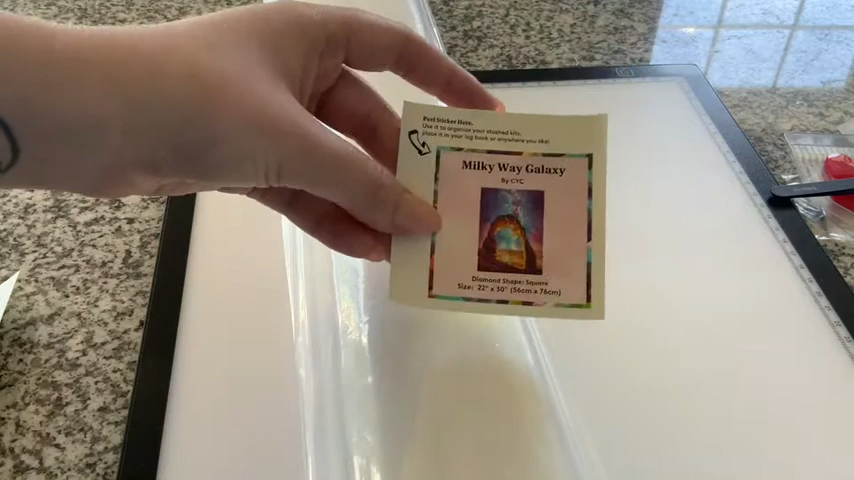 Peel Sticker Here.
Use it to organize your stashed kits,
place it in your log book or anywhere you like!
Milky Way Galaxy
By CYC
Diamond Shape: Square
Size: 22" x 30" (56cm x 76cm)